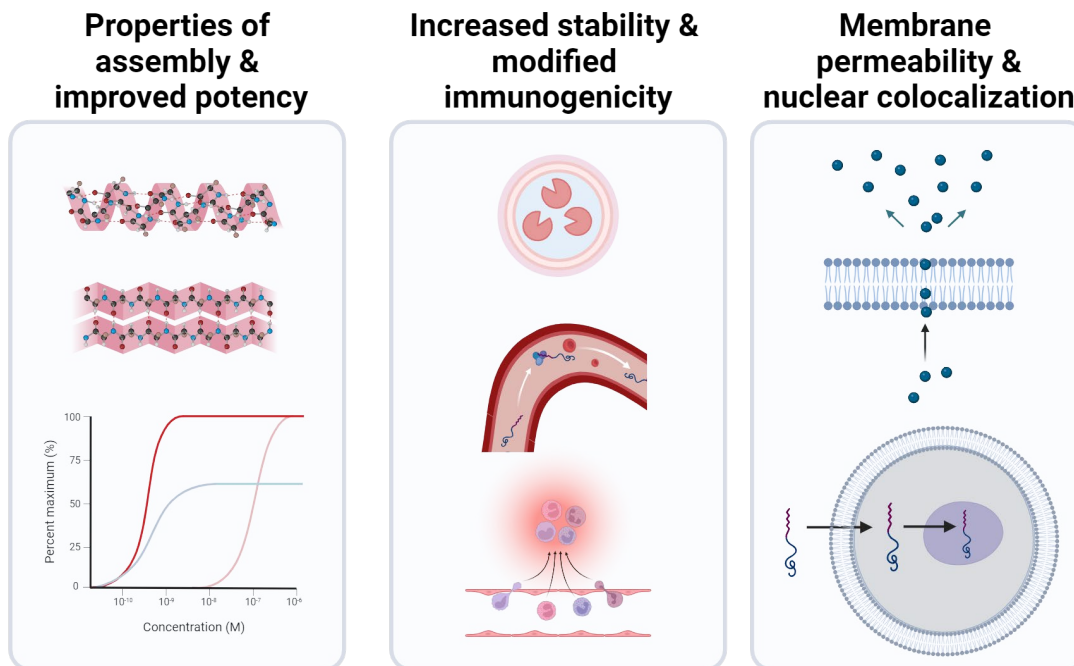 Properties of
assembly &
improved potency
Increased stability &
modified
immunogenicity
Membrane
permeability &
nuclear colocalization
Percent maximum (%)
100
75
50
25
0
10⁻¹⁰
10⁻⁹
10⁻⁸
10⁻⁷
10⁻⁶
Concentration (M)